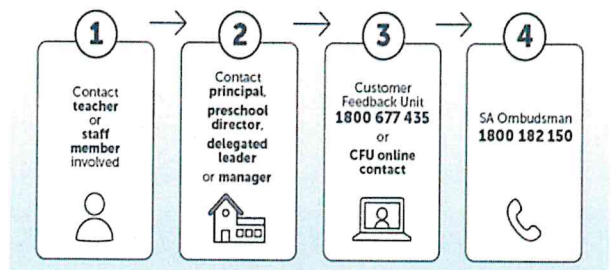 1
Contact
teacher
or
staff
member
involved
2
Contact
principal,
preschool
director,
delegated
leader
or manager
3
Customer
Feedback Unit
1800 677 435
or
CFU online
contact
4
SA Ombudsman
1800 182 150